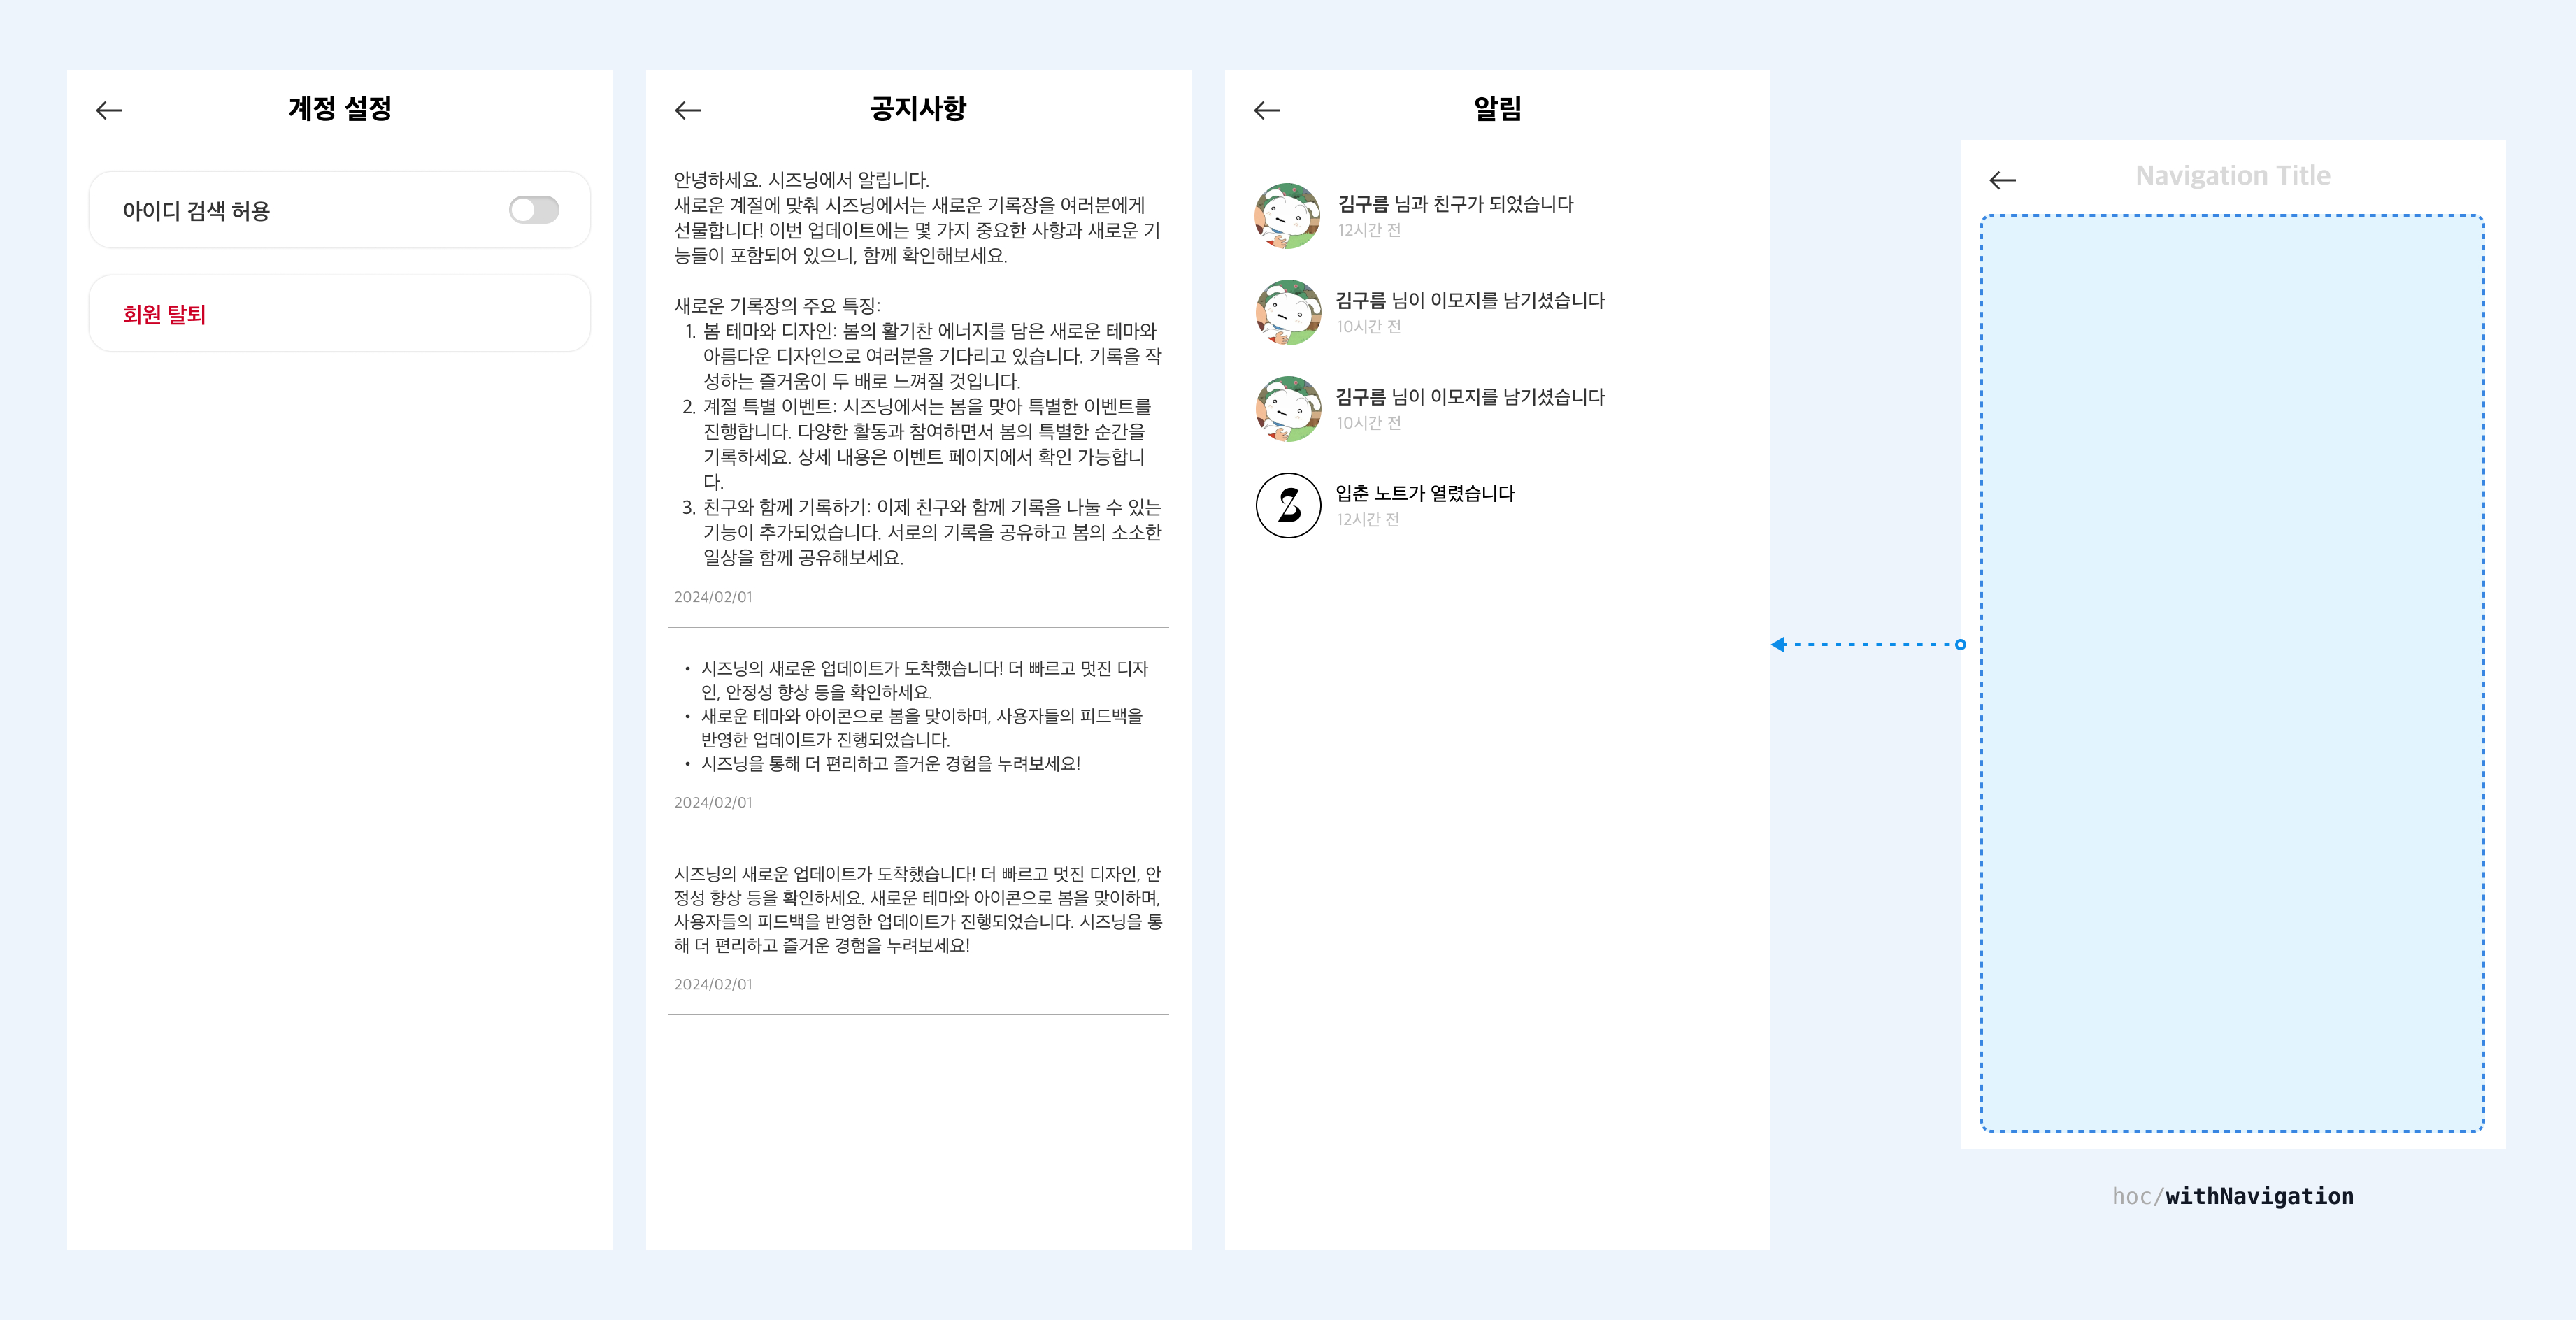 계정 설정
아이디 검색 허용
회원 탈퇴
공지사항
안녕하세요. 시즈닝에서 알립니다.
새로운 계절에 맞춰 시즈닝에서는 새로운 기록장을 여러분에게
선물합니다! 이번 업데이트에는 몇 가지 중요한 사항과 새로운 기
능들이 포함되어 있으니, 함께 확인해보세요.
새로운 기록장의 주요 특징:
1. 봄 테마와 디자인: 봄의 활기찬 에너지를 담은 새로운 테마와
아름다운 디자인으로 여러분을 기다리고 있습니다. 기록을 작
성하는 즐거움이 두 배로 느껴질 것입니다.
2. 계절 특별 이벤트: 시즈닝에서는 봄을 맞아 특별한 이벤트를
진행합니다. 다양한 활동과 참여하면서 봄의 특별한 순간을
기록하세요. 상세 내용은 이벤트 페이지에서 확인 가능합니
다.
3. 친구와 함께 기록하기: 이제 친구와 함께 기록을 나눌 수 있는
기능이 추가되었습니다. 서로의 기록을 공유하고 봄의 소소한
일상을 함께 공유해보세요.
2024/02/01
• 시즈닝의 새로운 업데이트가 도착했습니다! 더 빠르고 멋진 디자
인, 안정성 향상 등을 확인하세요.
• 새로운 테마와 아이콘으로 봄을 맞이하며, 사용자들의 피드백을
반영한 업데이트가 진행되었습니다.
• 시즈닝을 통해 더 편리하고 즐거운 경험을 누려보세요!
2024/02/01
시즈닝의 새로운 업데이트가 도착했습니다! 더 빠르고 멋진 디자인, 안
정성 향상 등을 확인하세요. 새로운 테마와 아이콘으로 봄을 맞이하며,
사용자들의 피드백을 반영한 업데이트가 진행되었습니다. 시즈닝을 통
해 더 편리하고 즐거운 경험을 누려보세요!
2024/02/01
알림
김구름 님과 친구가 되었습니다
12시간 전
김구름 님이 이모지를 남기셨습니다
10시간 전
김구름 님이 이모지를 남기셨습니다
10시간 전
입춘 노트가 열렸습니다
12시간 전
Navigation Title
hoc/withNavigation